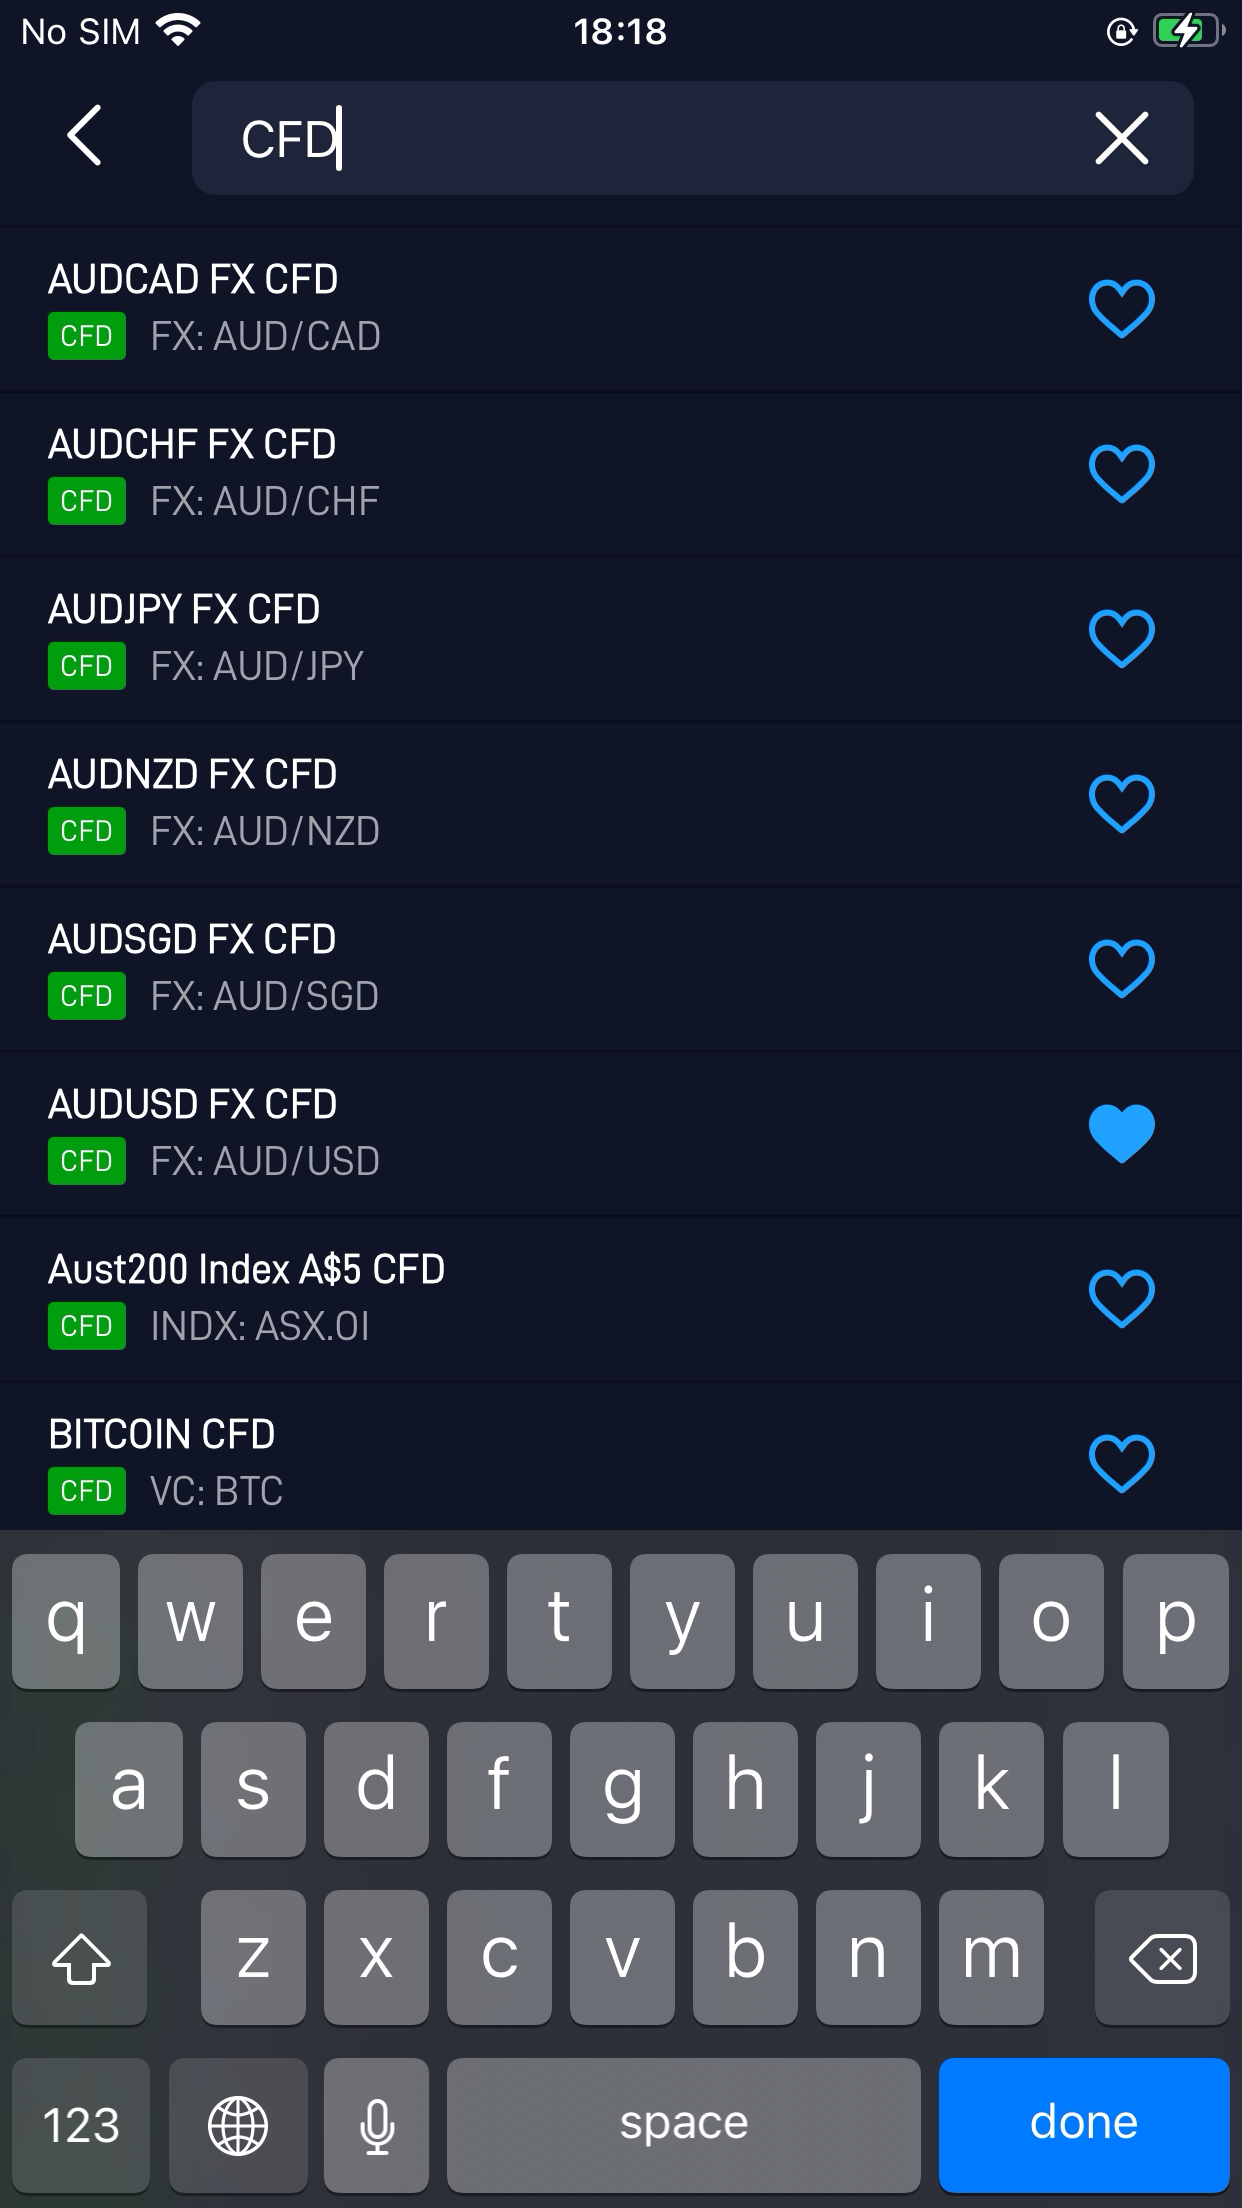 No SIM 18:18
CFD
AUDCAD FX CFD
CFD FX: AUD/CAD
AUDCHF FX CFD
CFD FX: AUD/CHF
AUDJPY FX CFD
CFD FX: AUD/JPY
AUDNZD FX CFD
CFD FX: AUD/NZD
AUDSGD FX CFD
CFD FX: AUD/SGD
AUDUSD FX CFD
CFD FX: AUD/USD
Aust200 Index A$5 CFD
CFD INDX: ASX.OI
BITCOIN CFD
CFD VC: BTC
q w e r t y u i o p
a s d f g h j k l
z x c v b n m
123 space done